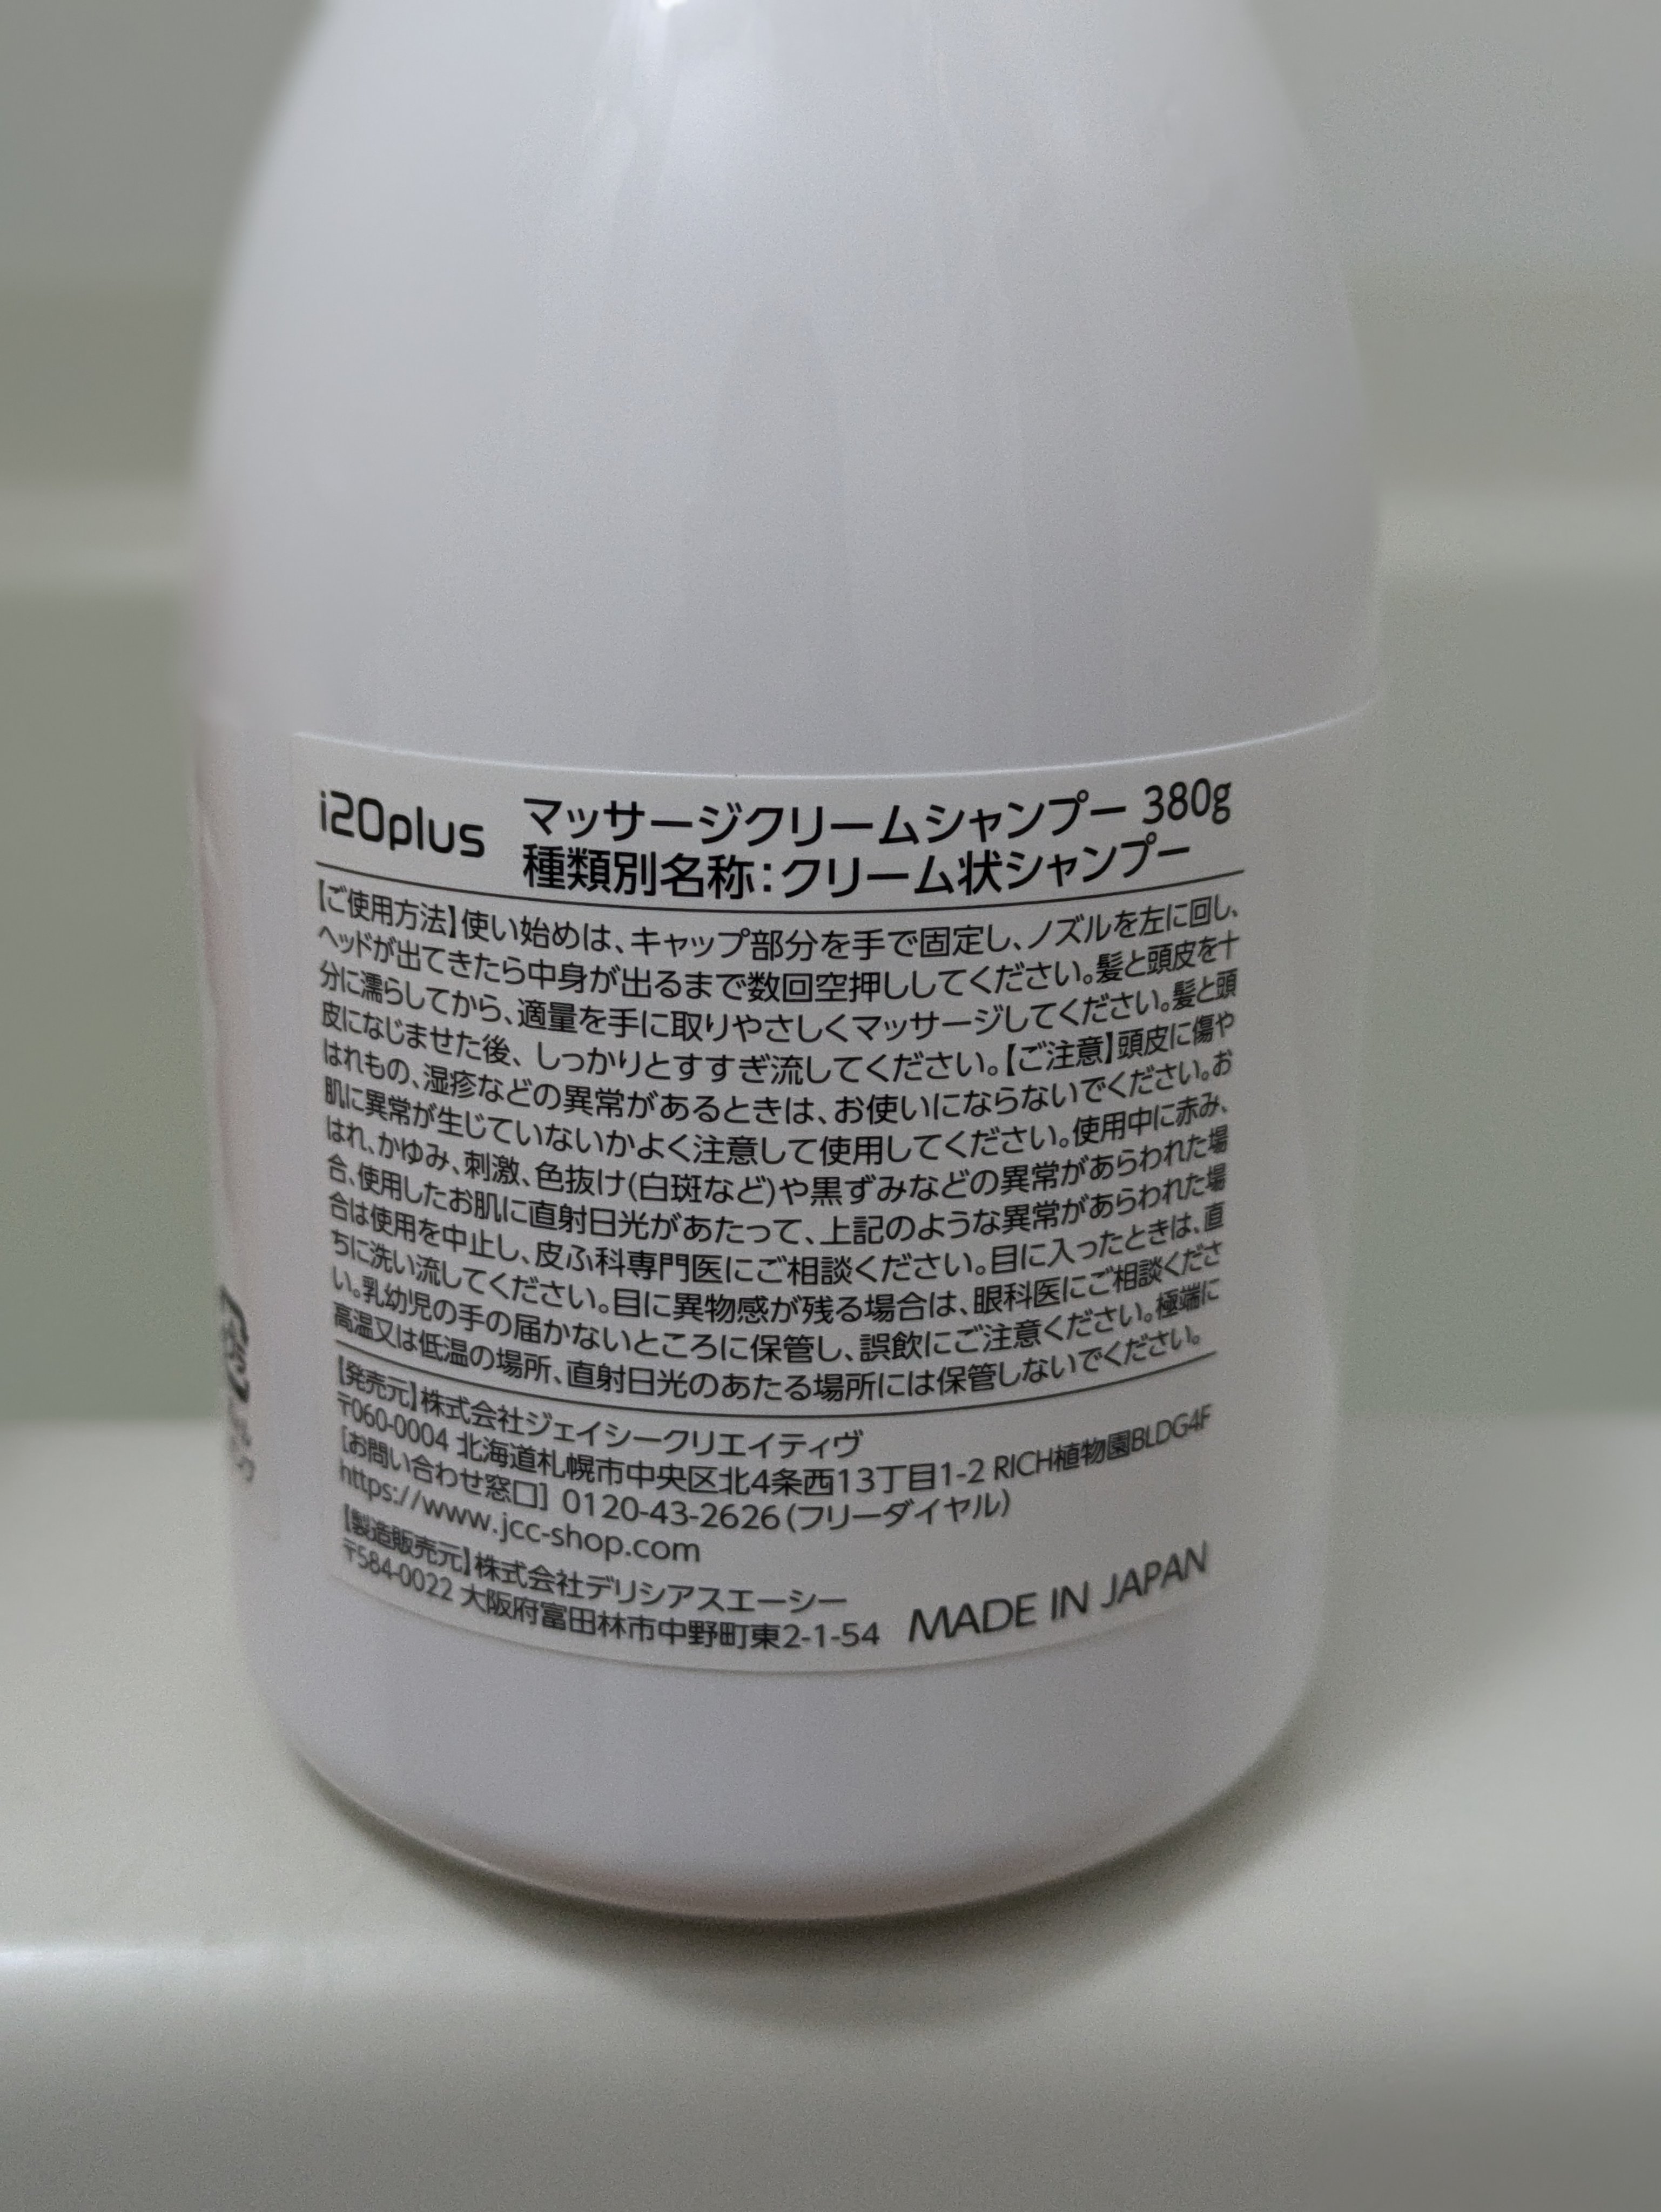 i20plus
マッサージクリームシャンプー 380g
種類別名称：クリーム状シャンプー
【ご使用方法】使い始めは、キャップ部分を手で固定し、ノズルを左に回し、
ヘッドが出てきたら中身が出るまで数回空押ししてください。髪と頭皮を十
分に濡らしてから、適量を手に取りやさしくマッサージしてください。髪と頭
皮になじませた後、しっかりとすすぎ流してください。【ご注意】頭皮に傷や
はれもの、湿疹などの異常があるときは、お使いにならないでください。お
肌に異常が生じていないかよく注意して使用してください。使用中に赤み、
はれ、かゆみ、刺激、色抜け(白斑など)や黒ずみなどの異常があらわれた場
合、使用したお肌に直射日光があたって、上記のような異常があらわれた場
合は使用を中止し、皮ふ科専門医にご相談ください。目に入ったときは、直
ちに洗い流してください。目に異物感が残る場合は、眼科医にご相談くださ
い。乳幼児の手の届かないところに保管し、誤飲にご注意ください。極端に
高温又は低温の場所、直射日光のあたる場所には保管しないでください。
【発売元】株式会社ジェイシークリエイティヴ
〒060-0004 北海道札幌市中央区北4条西13丁目1-2 RICH植物園BLDG4F
［お問い合わせ窓口］ 0120-43-2626（フリーダイヤル）
https://www.jcc-shop.com
【製造販売元】株式会社デリシアスエーシー
〒584-0022 大阪府富田林市中野町東2-1-54 MADE IN JAPAN